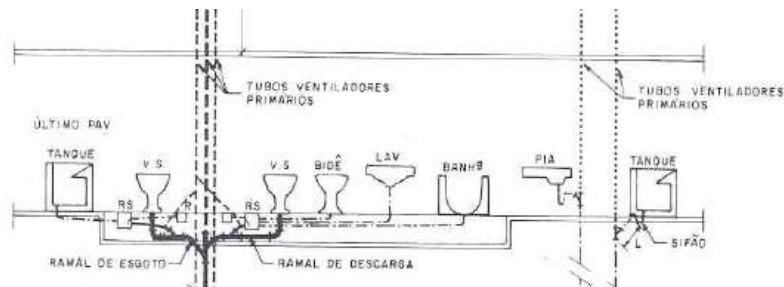 TUBOS VENTILADORES
PRIMÁRIOS
TUBOS VENTILADORES
PRIMÁRIOS
ÚLTIMO PAV
TANQUE
V.S
V.S
BIDÊ
LAV
BANHª
PIA
TANQUE
RS
R
RS
L
SIFÃO
RAMAL DE ESGOTO
RAMAL DE DESCARGA